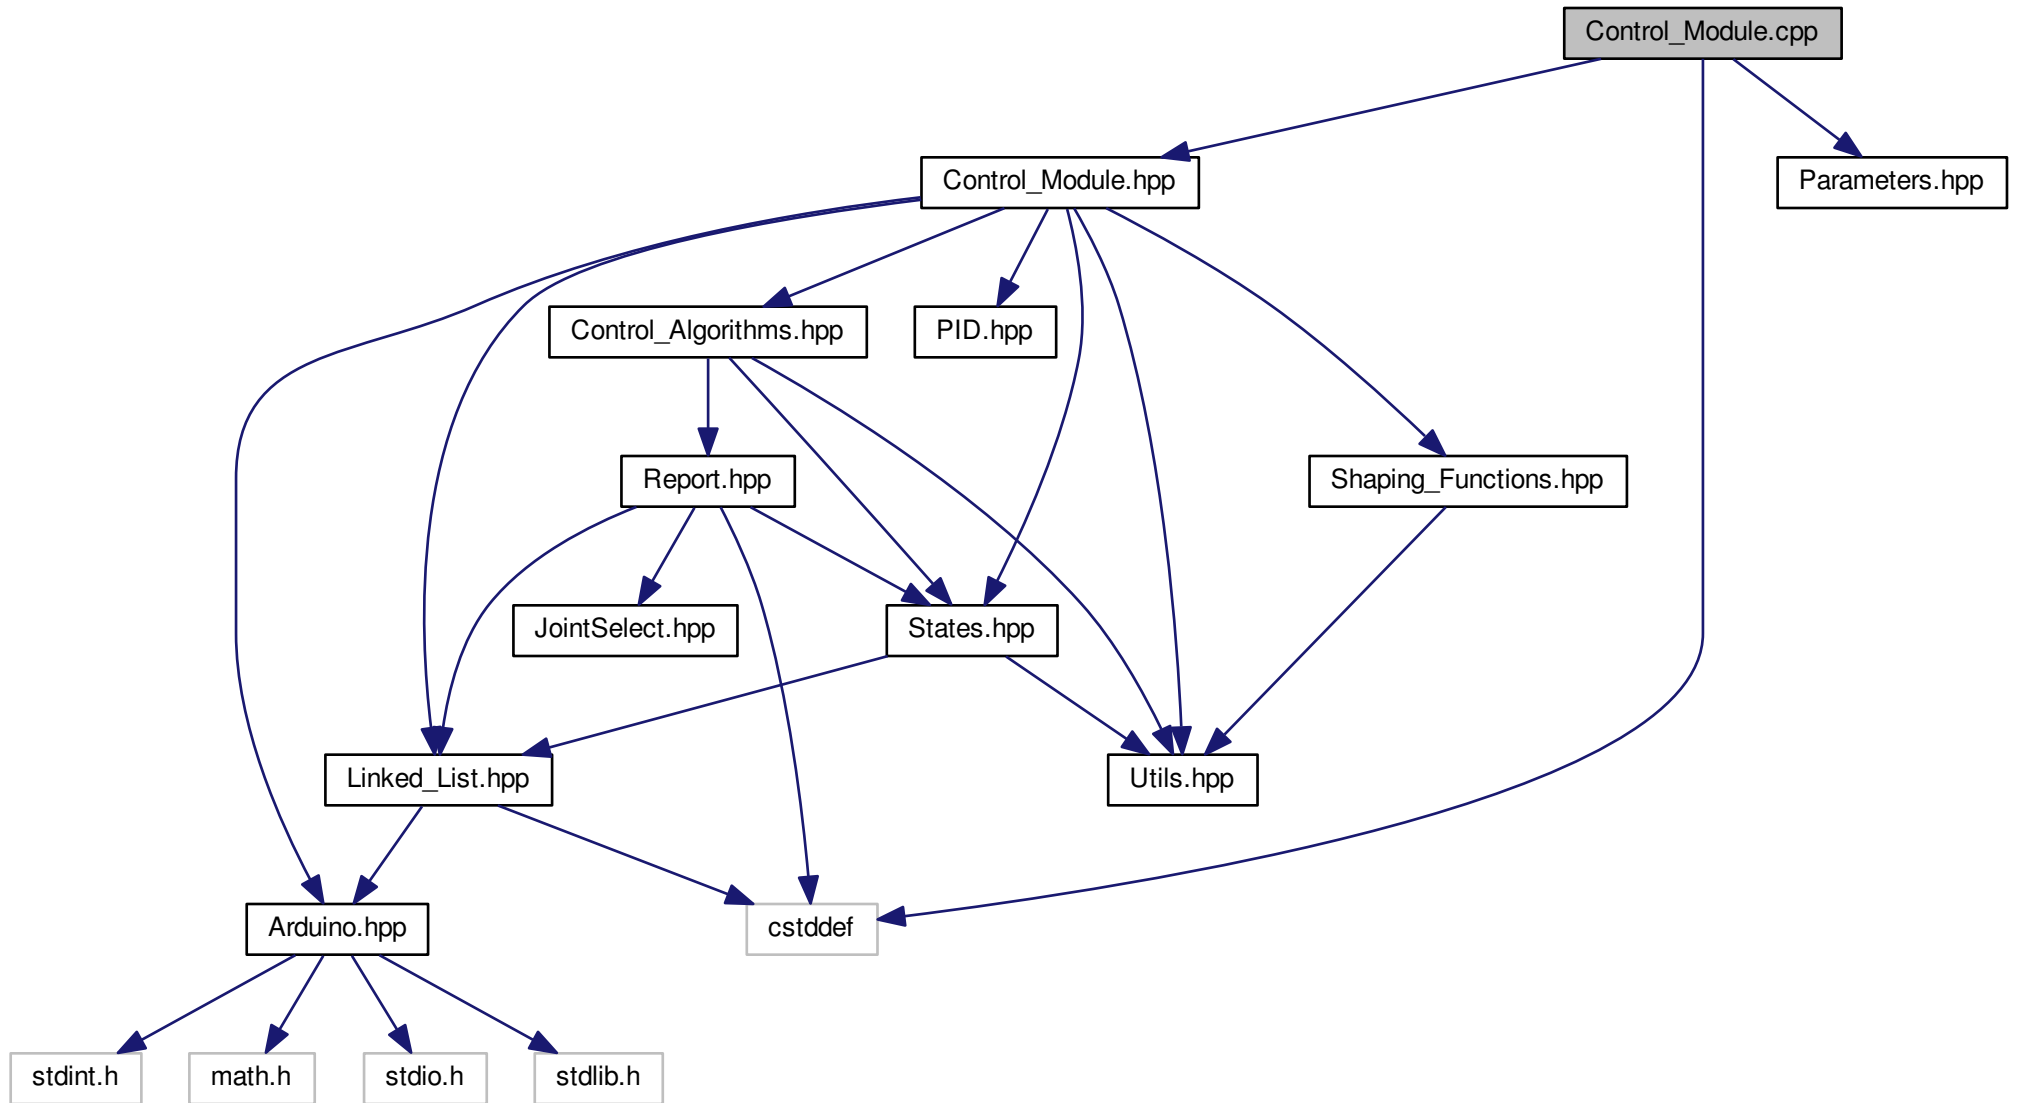 Control_Module.cpp
Control_Module.hpp
Parameters.hpp
Control_Algorithms.hpp
PID.hpp
Report.hpp
Shaping_Functions.hpp
JointSelect.hpp
States.hpp
Linked_List.hpp
Utils.hpp
Arduino.hpp
cstddef
stdint.h
math.h
stdio.h
stdlib.h